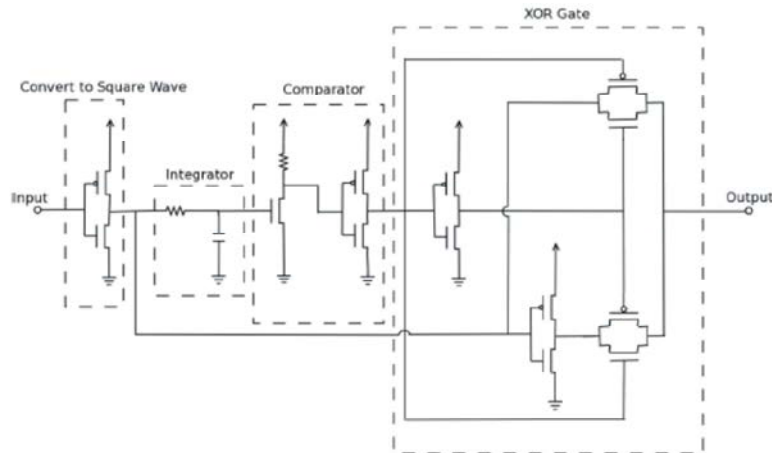 XOR Gate
Convert to Square Wave
Comparator
Integrator
Input
Output